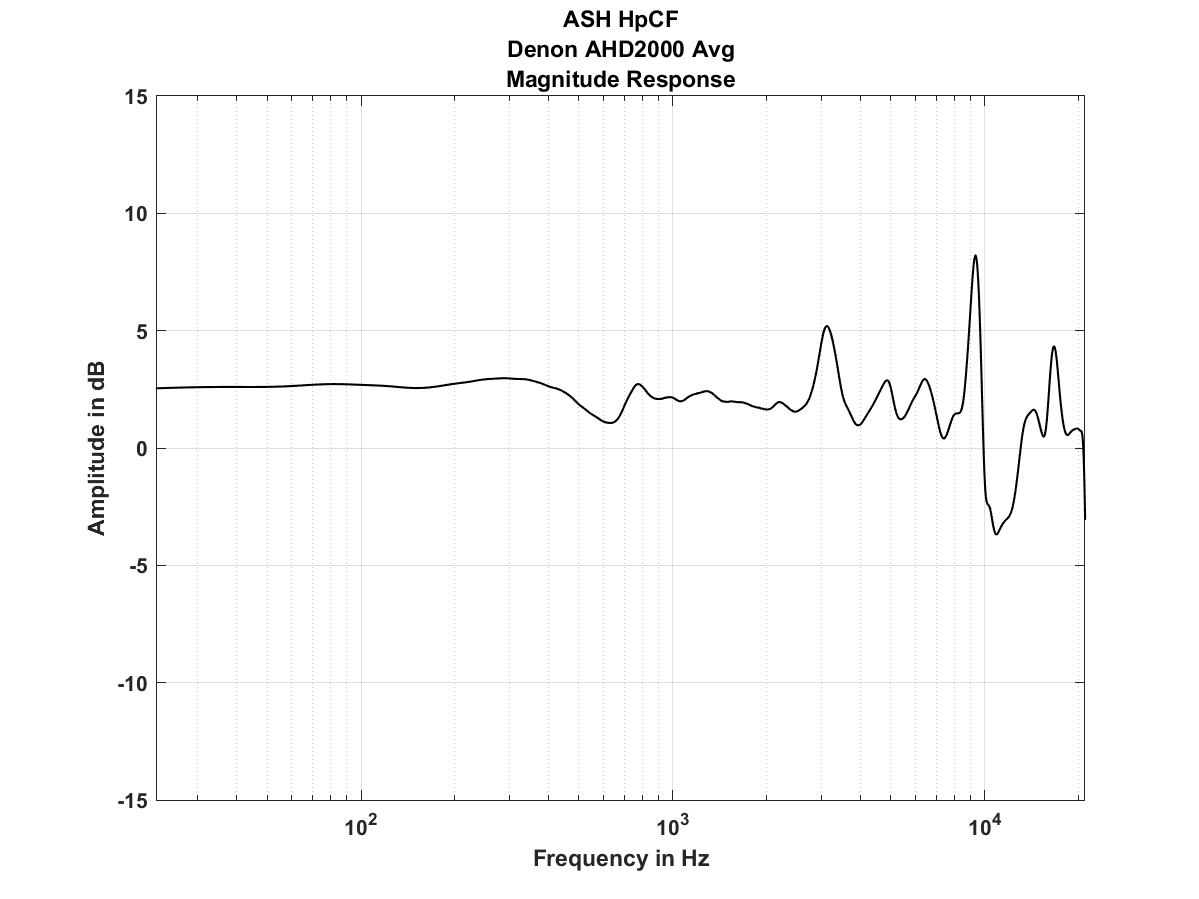 ASH HpCF
Denon AHD2000 Avg
Magnitude Response
15
10
5
0
-5
-10
-15
Amplitude in dB
10²
10³
10⁴
Frequency in Hz